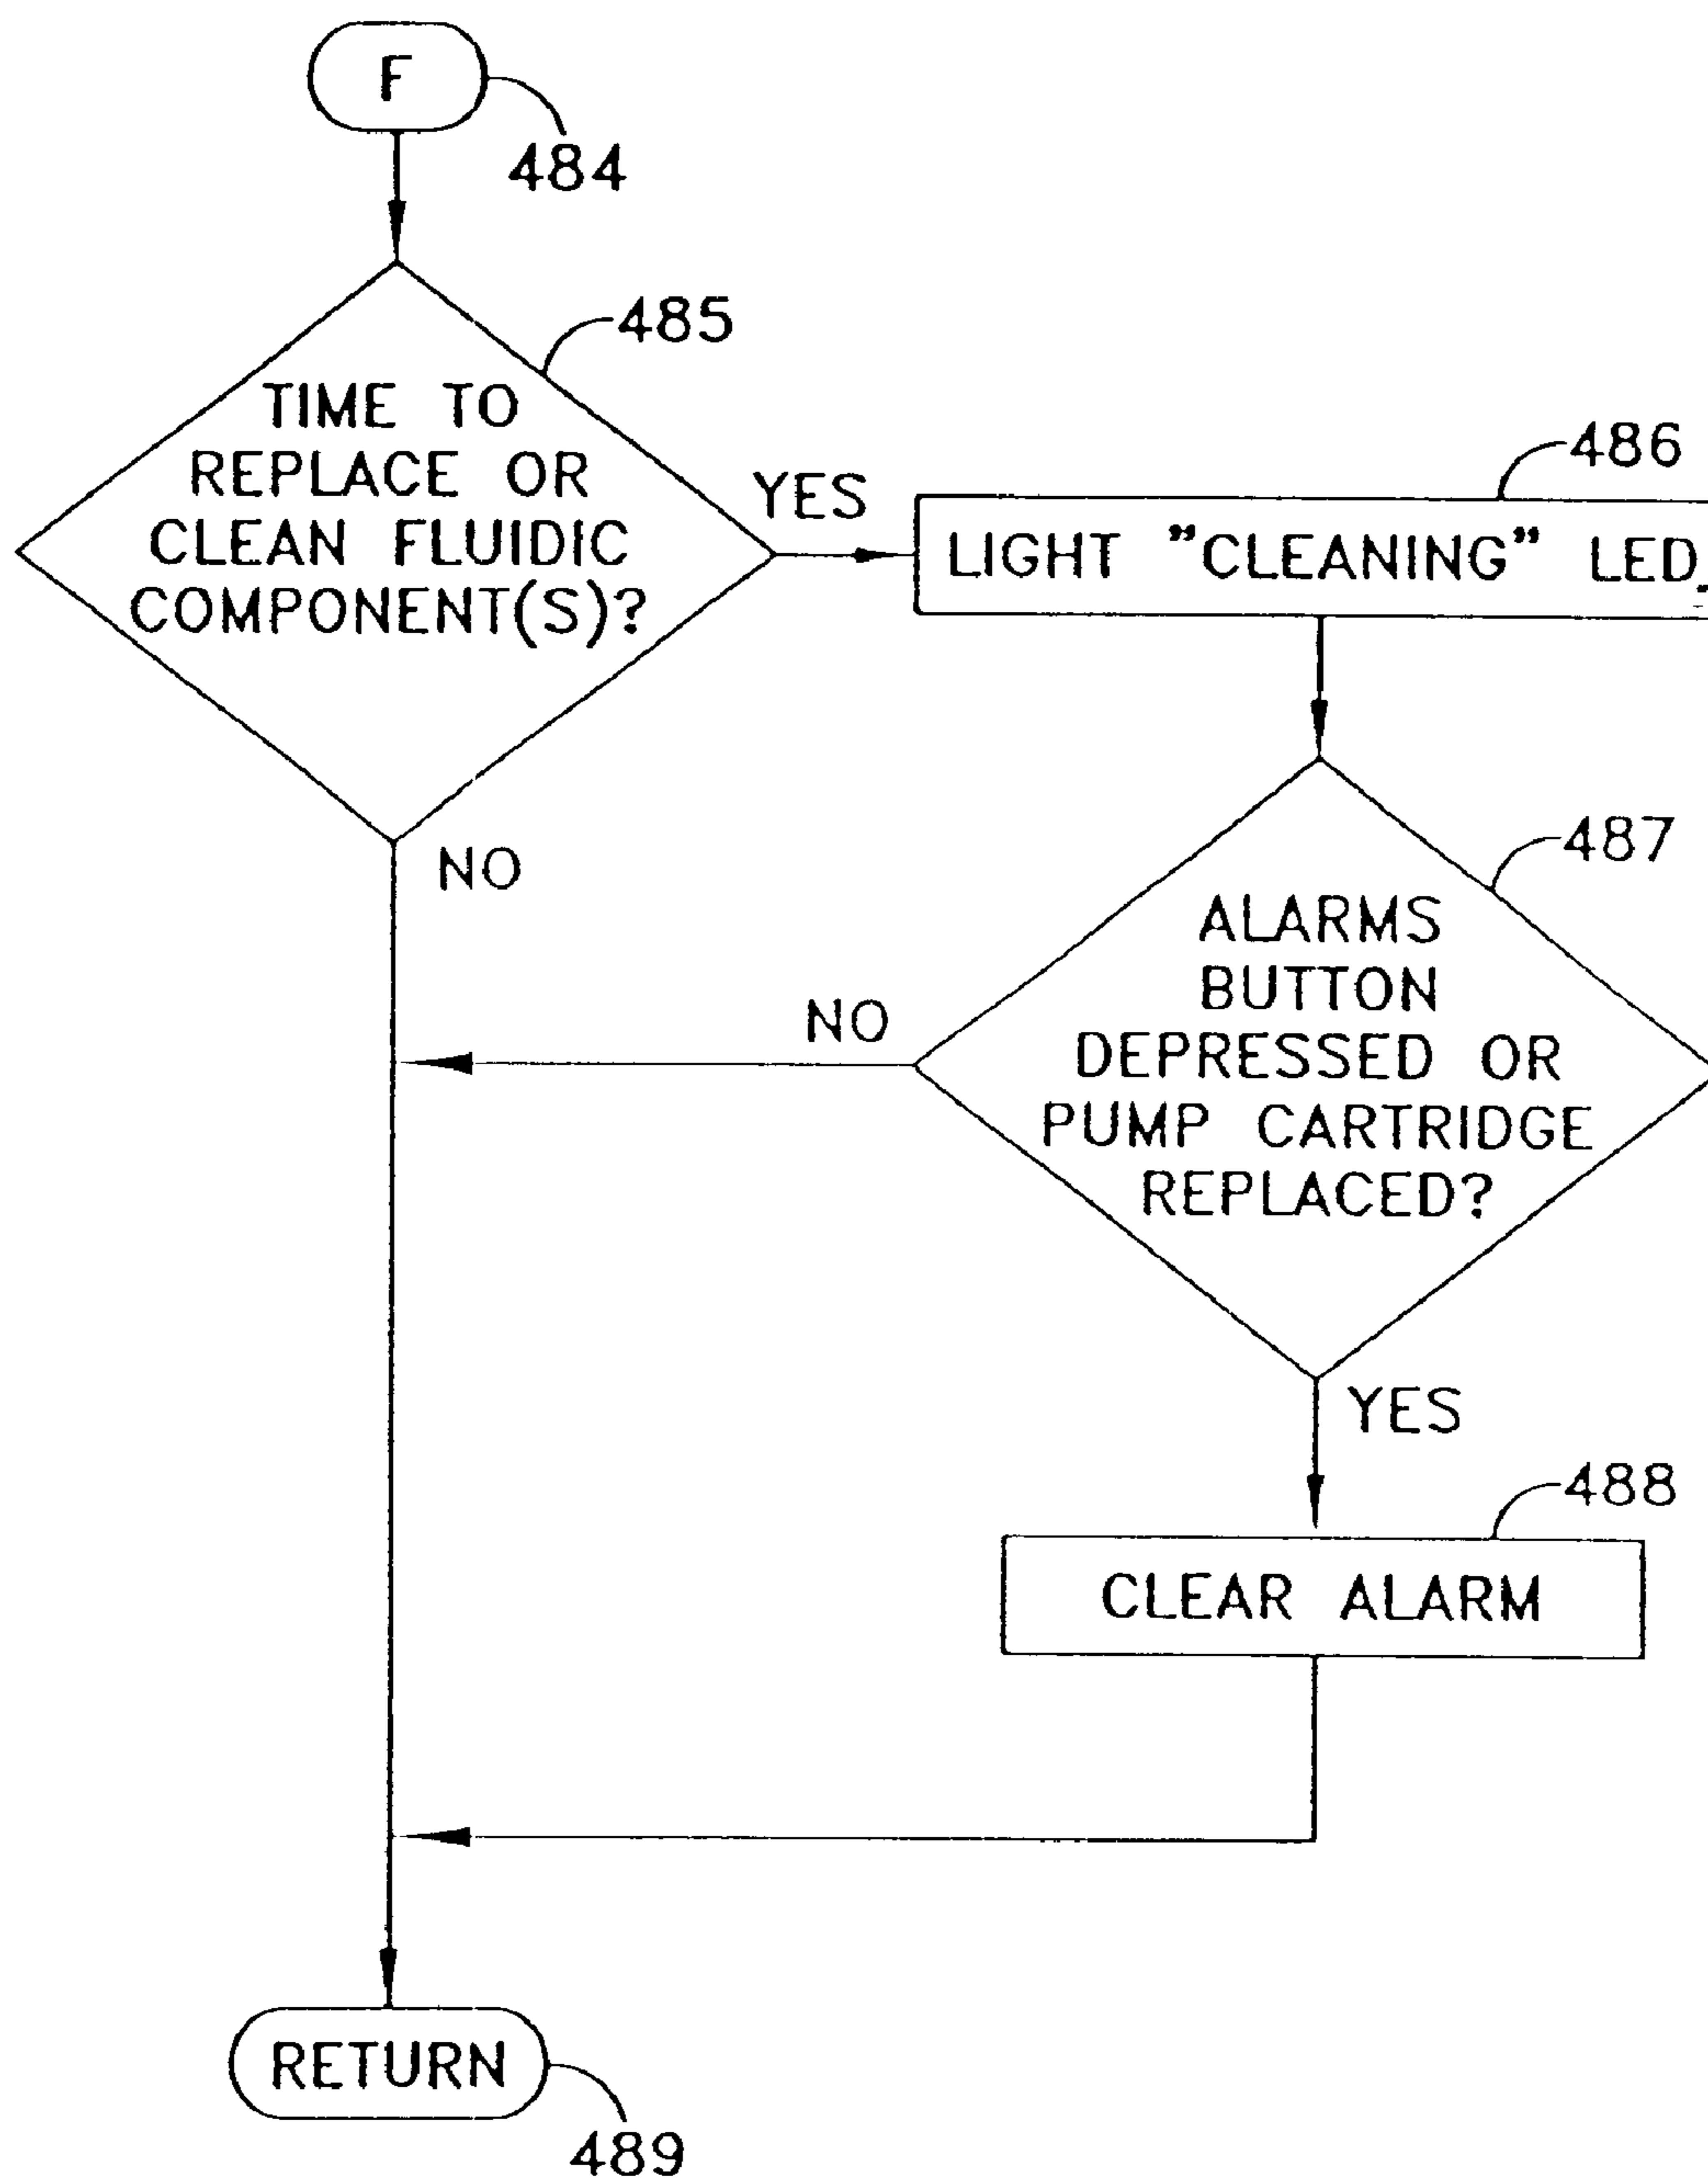 F
484
485
TIME TO
REPLACE OR
CLEAN FLUIDIC
COMPONENT(S)?
YES
486
LIGHT "CLEANING" LED
NO
487
ALARMS
BUTTON
DEPRESSED OR
PUMP CARTRIDGE
REPLACED?
NO
YES
488
CLEAR ALARM
RETURN
489